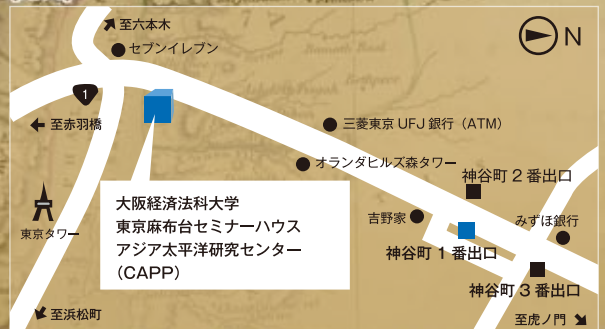 至六本木
セブンイレブン
N
1
至赤羽橋
三菱東京UFJ銀行（ATM）
オランダヒルズ森タワー
神谷町2番出口
大阪経済法科大学
東京麻布台セミナーハウス
アジア太平洋研究センター
（CAPP）
吉野家
みずほ銀行
東京タワー
神谷町1番出口
神谷町3番出口
至浜松町
至虎ノ門